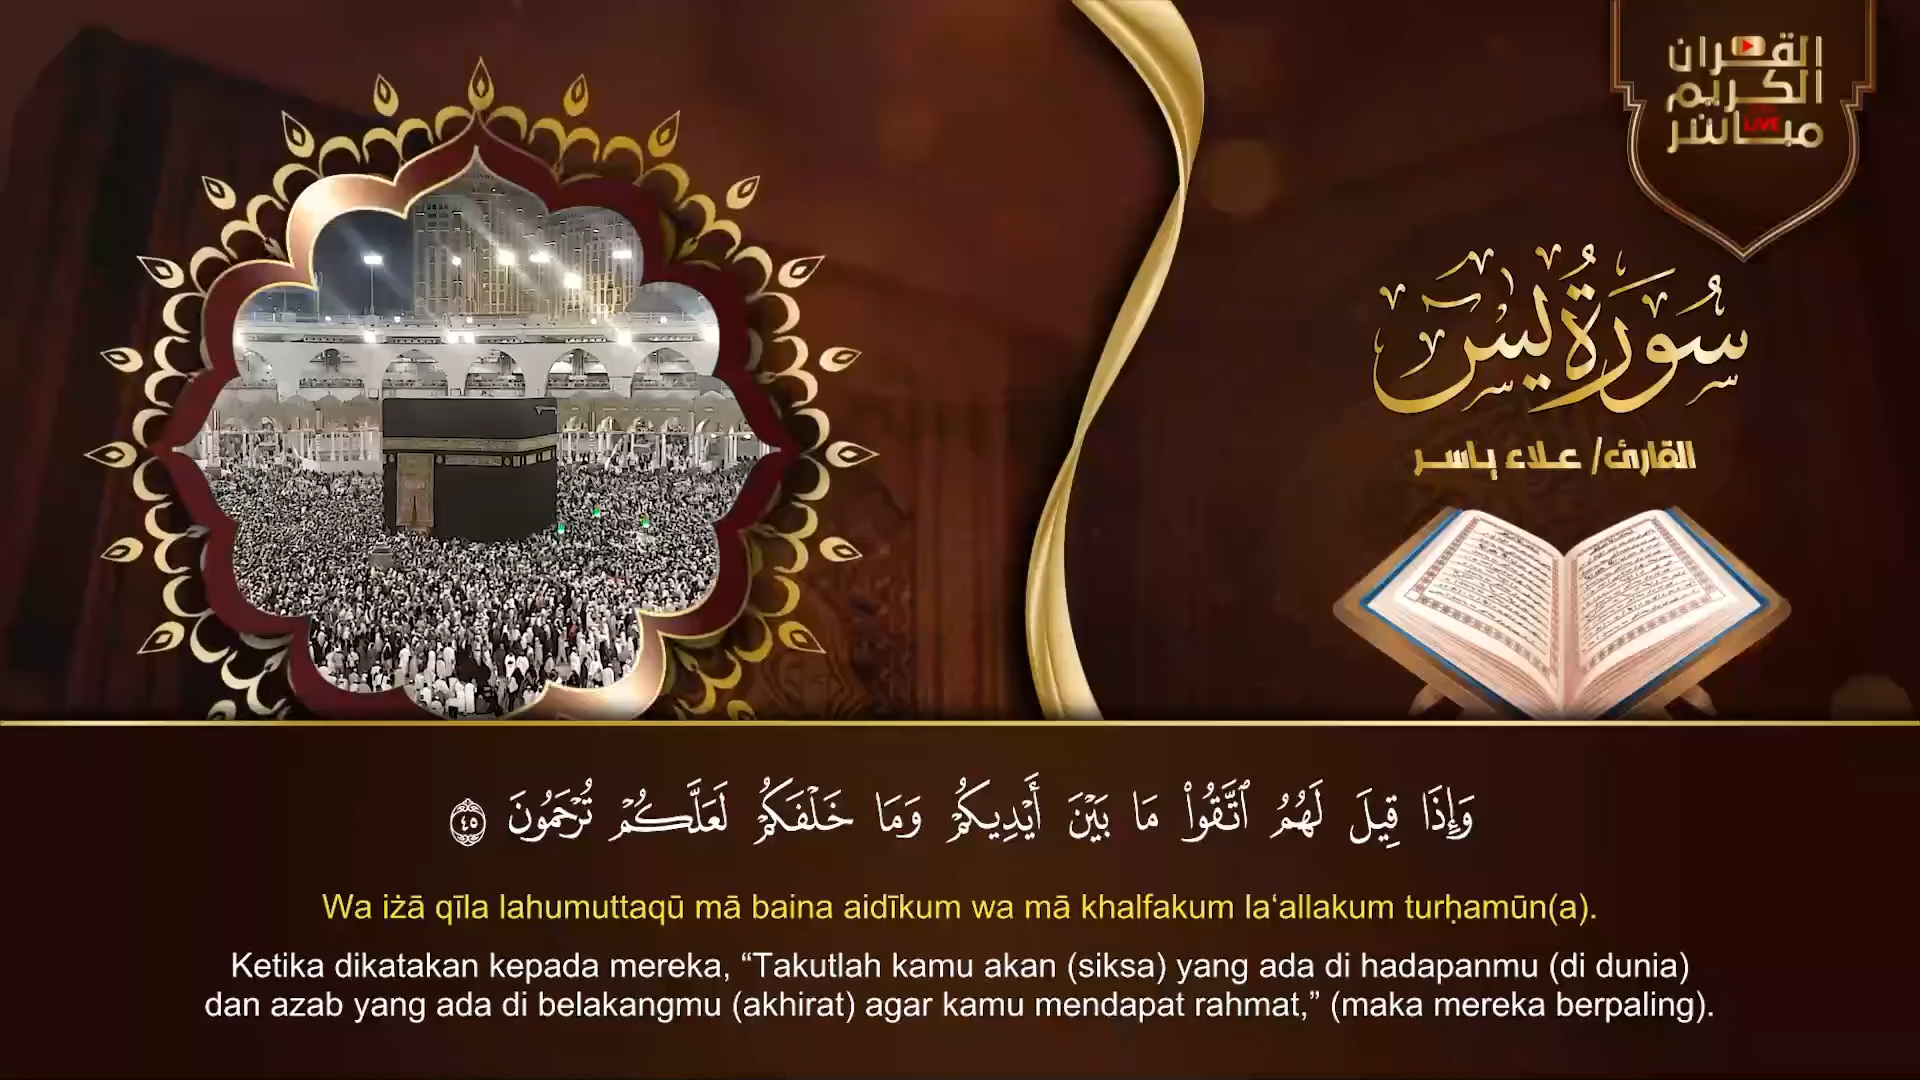 القرآن
الكريم
مباشر
LIVE
سورة يس
القارئ/ علاء ياسر
وَإِذَا قِيلَ لَهُمُ ٱتَّقُوا۟ مَا بَيْنَ أَيْدِيكُمْ وَمَا خَلْفَكُمْ لَعَلَّكُمْ تُرْحَمُونَ ٤٥
Wa iżā qīla lahumuttaqū mā baina aidīkum wa mā khalfakum la‘allakum turḥamūn(a).
Ketika dikatakan kepada mereka, “Takutlah kamu akan (siksa) yang ada di hadapanmu (di dunia)
dan azab yang ada di belakangmu (akhirat) agar kamu mendapat rahmat,” (maka mereka berpaling).